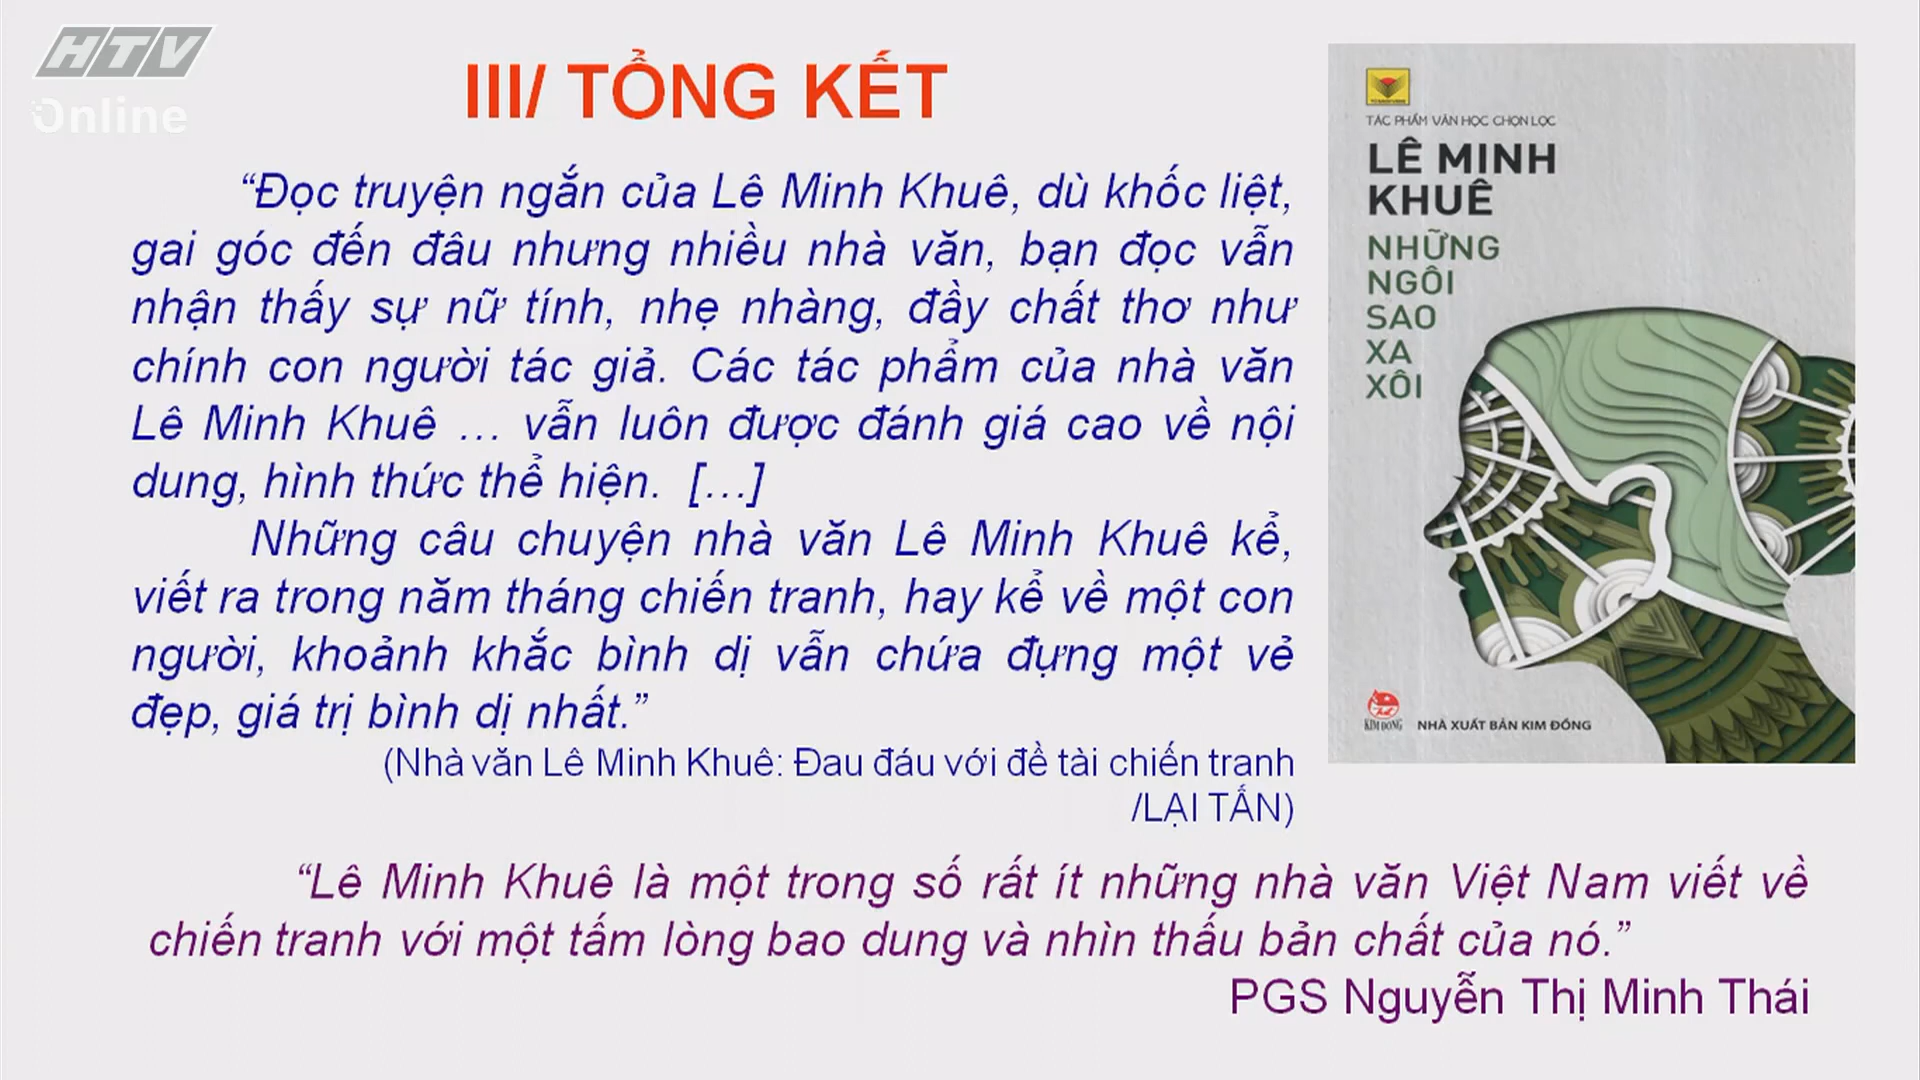 HTV
Online
III/ TỔNG KẾT
“Đọc truyện ngắn của Lê Minh Khuê, dù khốc liệt,
gai góc đến đâu nhưng nhiều nhà văn, bạn đọc vẫn
nhận thấy sự nữ tính, nhẹ nhàng, đầy chất thơ như
chính con người tác giả. Các tác phẩm của nhà văn
Lê Minh Khuê … vẫn luôn được đánh giá cao về nội
dung, hình thức thể hiện. […]
Những câu chuyện nhà văn Lê Minh Khuê kể,
viết ra trong năm tháng chiến tranh, hay kể về một con
người, khoảnh khắc bình dị vẫn chứa đựng một vẻ
đẹp, giá trị bình dị nhất.”
(Nhà văn Lê Minh Khuê: Đau đáu với đề tài chiến tranh
/LẠI TẤN)
TÁC PHẨM VĂN HỌC CHỌN LỌC
LÊ MINH
KHUÊ
NHỮNG
NGÔI
SAO
XA
XÔI
KIM ĐỒNG
NHÀ XUẤT BẢN KIM ĐỒNG
“Lê Minh Khuê là một trong số rất ít những nhà văn Việt Nam viết về
chiến tranh với một tấm lòng bao dung và nhìn thấu bản chất của nó.”
PGS Nguyễn Thị Minh Thái